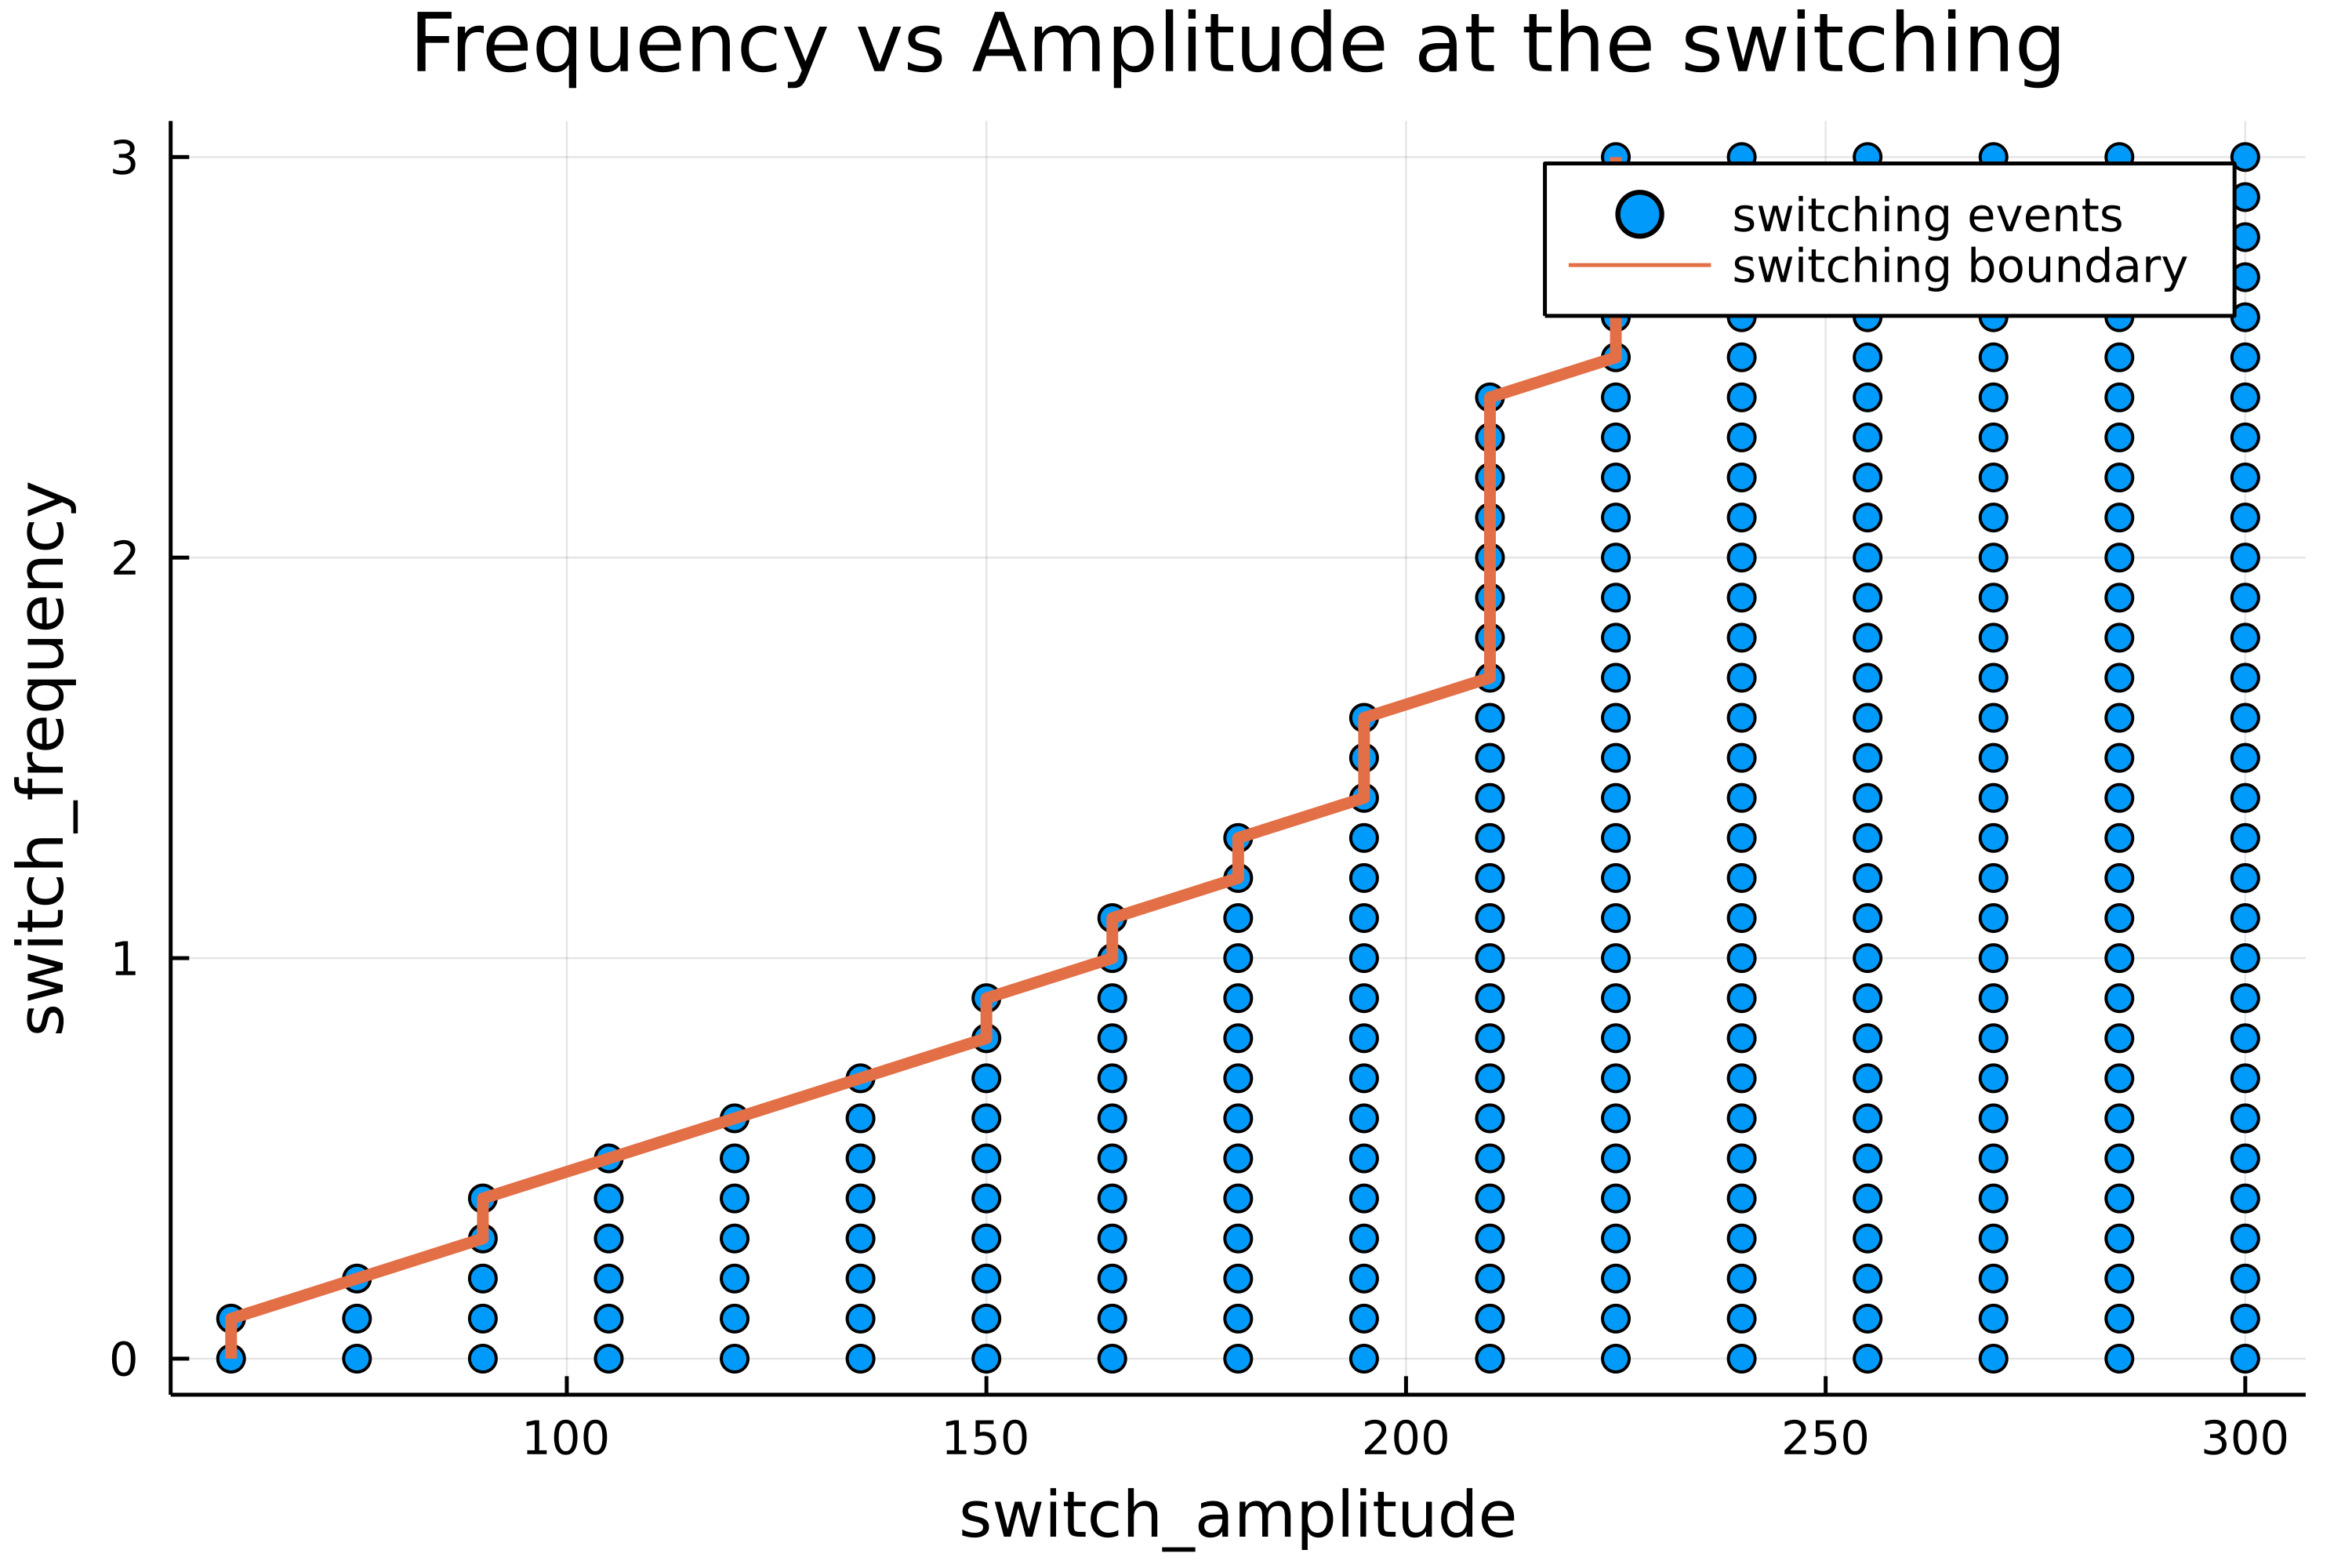 Frequency vs Amplitude at the switching
switching events
switching boundary
switch_frequency
3
2
1
0
100 150 200 250 300
switch_amplitude